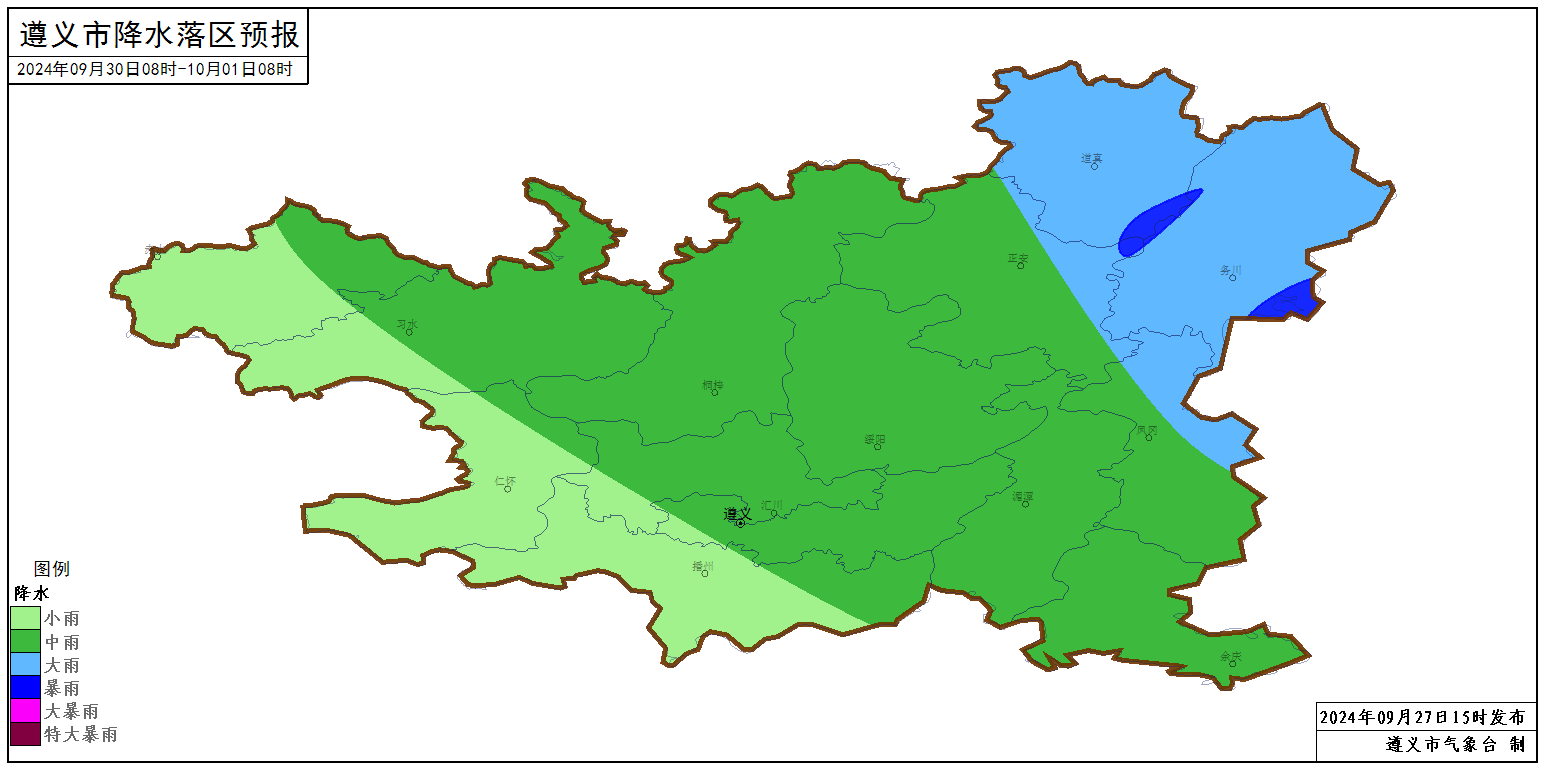 遵义市降水落区预报
2024年09月30日08时-10月01日08时
道真
赤水
正安
务川
习水
桐梓
凤冈
绥阳
仁怀
湄潭
汇川
遵义
播州
余庆
图例
降水
小雨
中雨
大雨
暴雨
大暴雨
特大暴雨
2024年09月27日15时发布
遵义市气象台 制